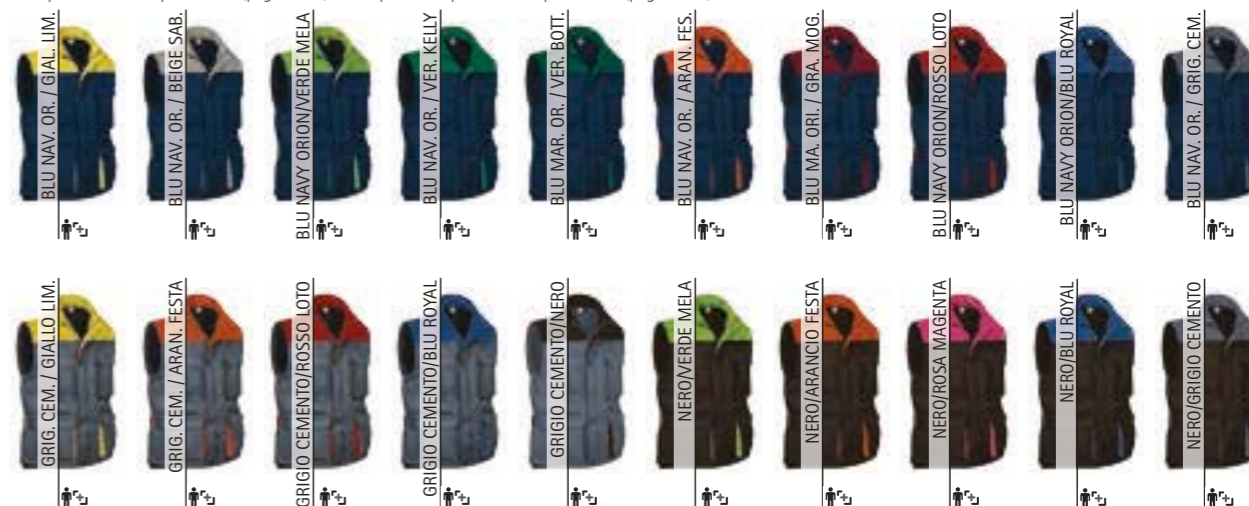 BLU NAV. OR. / GIAL. LIM.
BLU NAV. OR. / BEIGE SAB.
BLU NAVY ORION/VERDE MELA
BLU NAV. OR. / VER. KELLY
BLU MAR. OR. / VER. BOTT.
BLU NAV. OR. / ARAN. FES.
BLU MA. ORI. / GRA. MOG.
BLU NAVY ORION/ROSSO LOTO
BLU NAVY ORION/BLU ROYAL
BLU NAV. OR. / GRIG. CEM.
GRIG. CEM. / GIALLO LIM.
GRIG. CEM. / ARAN. FESTA
GRIGIO CEMENTO/ROSSO LOTO
GRIGIO CEMENTO/BLU ROYAL
GRIGIO CEMENTO/NERO
NERO/VERDE MELA
NERO/ARANCIO FESTA
NERO/ROSA MAGENTA
NERO/BLU ROYAL
NERO/GRIGIO CEMENTO